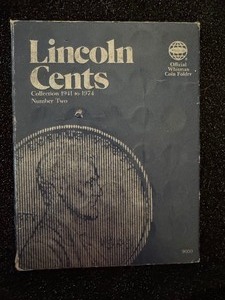 Lincoln
Cents
Collection 1941 to 1974
Number Two
Official
Whitman
Coin Folder